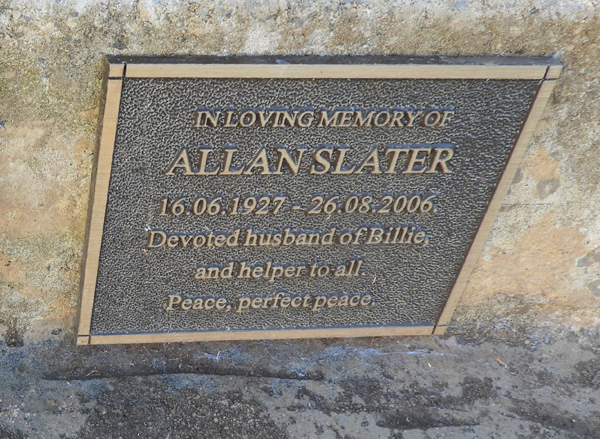 IN LOVING MEMORY OF
ALLAN SLATER
16.06.1927 – 26.08.2006.
Devoted husband of Billie,
and helper to all.
Peace, perfect peace.